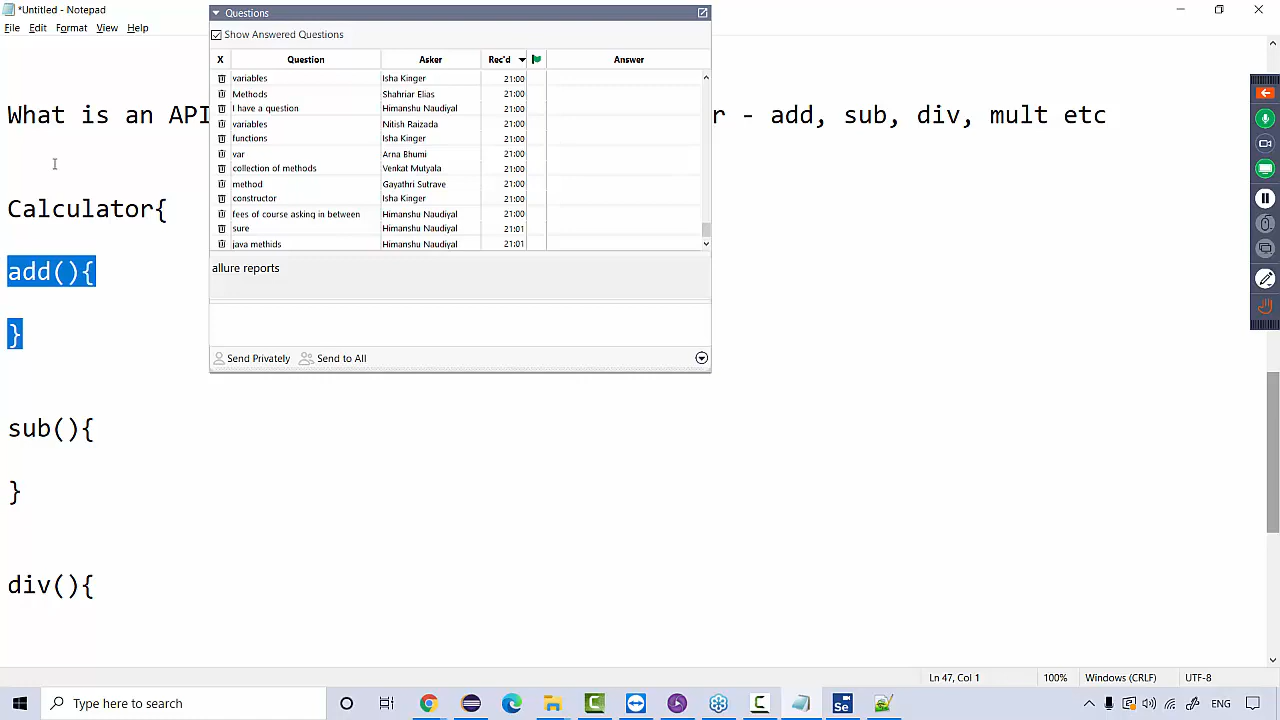 *Untitled - Notepad
File Edit Format View Help
Questions
Show Answered Questions
X Question Asker Rec'd Answer
variables Isha Kinger 21:00
Methods Shahriar Elias 21:00
I have a question Himanshu Naudiyal 21:00
variables Nitish Raizada 21:00
functions Isha Kinger 21:00
var Arna Bhumi 21:00
collection of methods Venkat Mutyala 21:00
method Gayathri Sutrave 21:00
constructor Isha Kinger 21:00
fees of course asking in between Himanshu Naudiyal 21:00
sure Himanshu Naudiyal 21:01
java methids Himanshu Naudiyal 21:01
allure reports
Send Privately Send to All
What is an API r - add, sub, div, mult etc
Calculator{
add(){
}
sub(){
}
div(){
Ln 47, Col 1 100% Windows (CRLF) UTF-8
Type here to search
Se
ENG